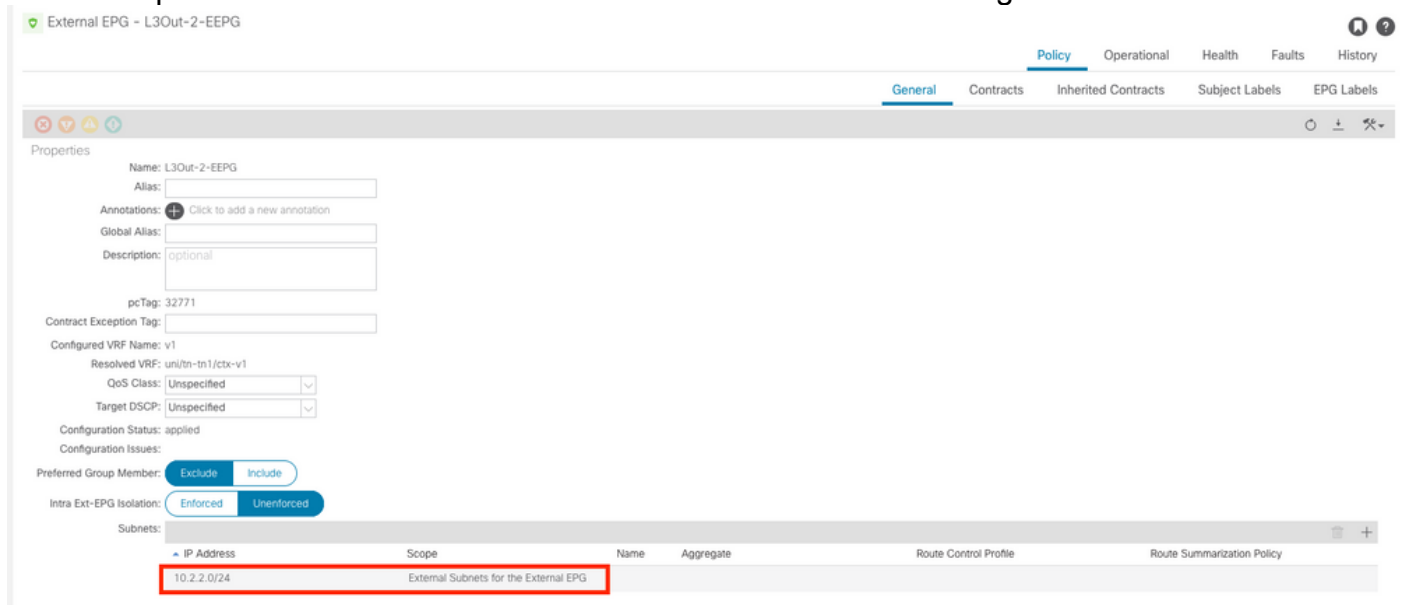 External EPG - L3Out-2-EEPG
Policy Operational Health Faults History
General Contracts Inherited Contracts Subject Labels EPG Labels
Properties
Name: L3Out-2-EEPG
Alias:
Annotations: Click to add a new annotation
Global Alias:
Description: optional
pcTag: 32771
Contract Exception Tag:
Configured VRF Name: v1
Resolved VRF: uni/tn-tn1/ctx-v1
QoS Class: Unspecified
Target DSCP: Unspecified
Configuration Status: applied
Configuration Issues:
Preferred Group Member: Exclude Include
Intra Ext-EPG Isolation: Enforced Unenforced
Subnets:
IP Address Scope Name Aggregate Route Control Profile Route Summarization Policy
10.2.2.0/24 External Subnets for the External EPG